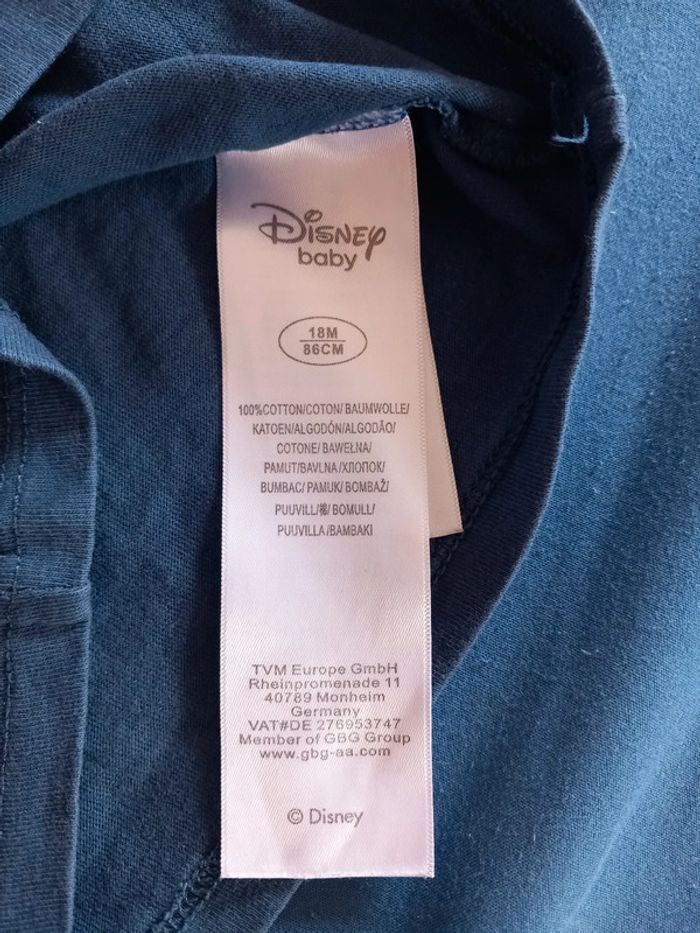 Disney
baby
18M
86CM
100%COTTON/COTON/ BAUMWOLLE/
KATOEN/ALGODÓN/ALGODÃO/
COTONE/ BAWEŁNA/
PAMUT/BAVLNA/ХЛОПОК/
BUMBAC/ PAMUK/ BOMBAŽ/
PUUVILL/棉/ BOMULL/
PUUVILLA/BAMBAKI
TVM Europe GmbH
Rheinpromenade 11
40789 Monheim
Germany
VAT#DE 276953747
Member of GBG Group
www.gbg-aa.com
© Disney